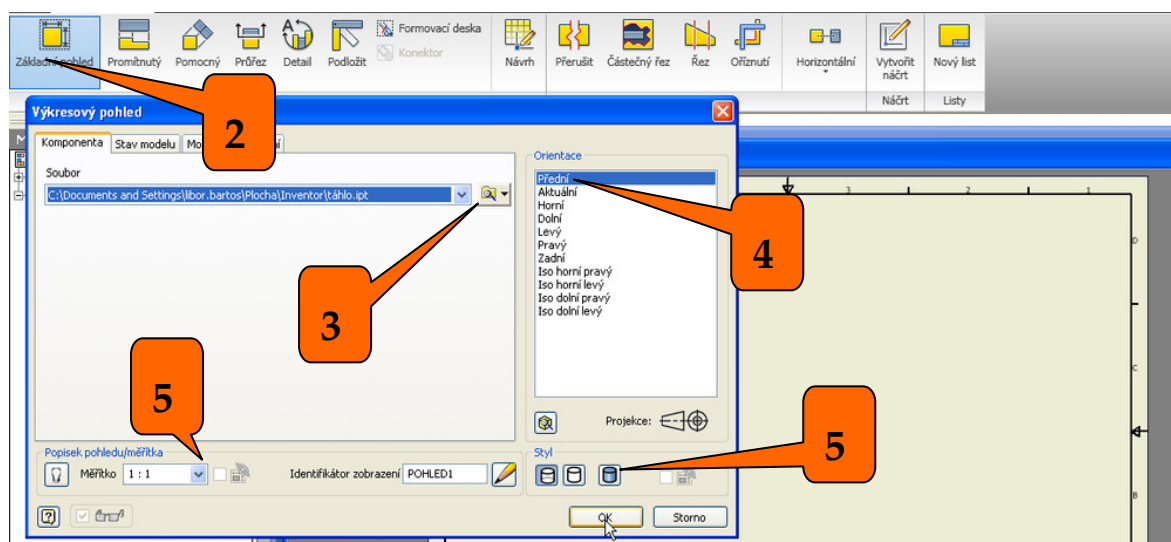 Formovací deska
Konektor
Základní pohled Promítnutý Pomocný Průřez Detail Podložit Návrh Přerušit Částečný řez Řez Oříznutí Horizontální Vytvořit náčrt Nový list
Náčrt Listy
2
Výkresový pohled
Komponenta Stav modelu
Soubor
C:\Documents and Settings\libor.bartos\Plocha\Inventor\táhlo.ipt
Orientace
Přední
Aktuální
Horní
Dolní
Levý
Pravý
Zadní
Iso horní pravý
Iso horní levý
Iso dolní pravý
Iso dolní levý
4
3
5
5
Projekce:
Popisek pohledu/měřítka
Měřítko 1 : 1
Identifikátor zobrazení POHLED1
Styl
OK Storno
3 2 1
D
C
B